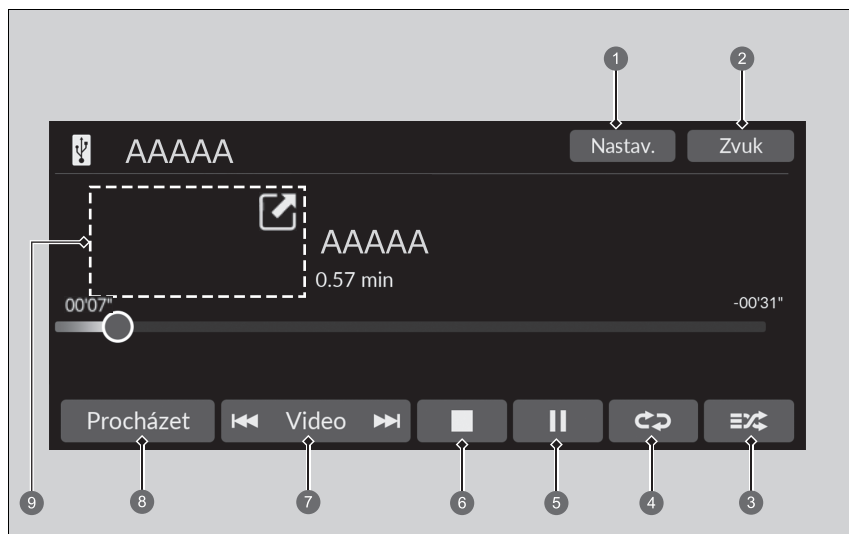 1 2
AAAAA Nastav. Zvuk
AAAAA
9
0.57 min
00'07" -00'31"
Procházet Video
8 7 6 5 4 3